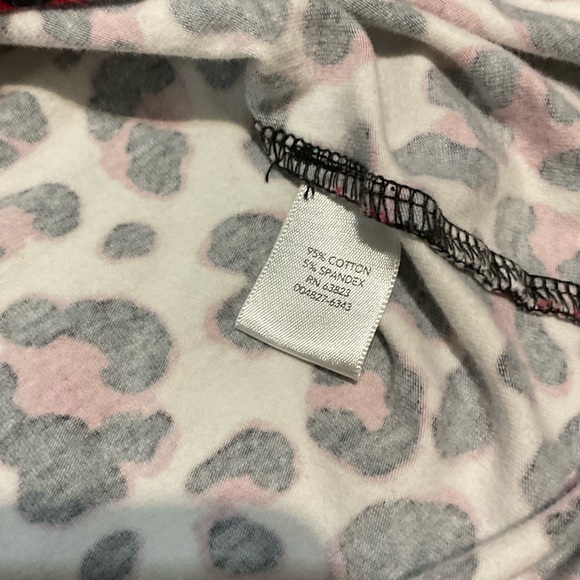 95% COTTON
5% SPANDEX
RN 63823
004827-6343